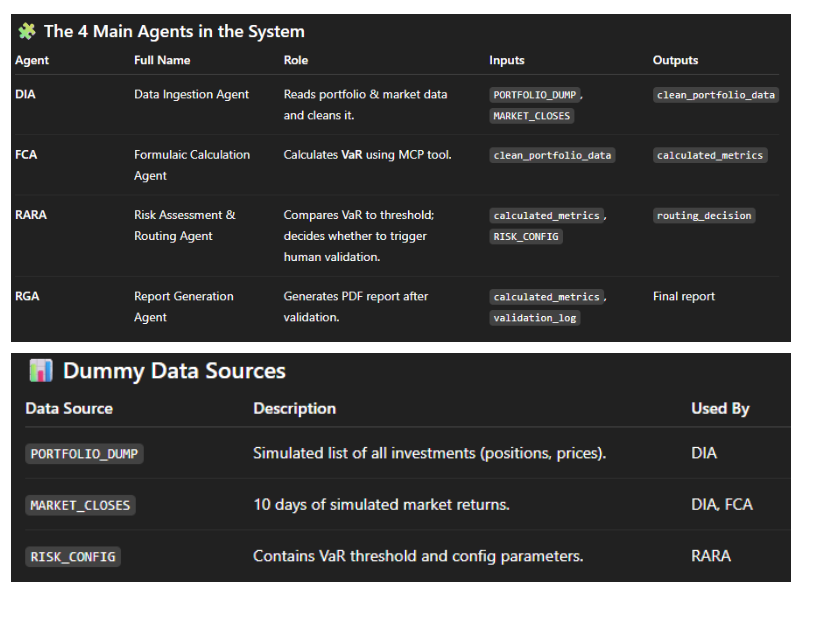 🧩 The 4 Main Agents in the System
Agent Full Name Role Inputs Outputs
DIA Data Ingestion Agent Reads portfolio & market data PORTFOLIO_DUMP, clean_portfolio_data
and cleans it. MARKET_CLOSES
FCA Formulaic Calculation Calculates VaR using MCP tool. clean_portfolio_data calculated_metrics
Agent
RARA Risk Assessment & Compares VaR to threshold; calculated_metrics, routing_decision
Routing Agent decides whether to trigger RISK_CONFIG
human validation.
RGA Report Generation Generates PDF report after calculated_metrics, Final report
Agent validation. validation_log
📊 Dummy Data Sources
Data Source Description Used By
PORTFOLIO_DUMP Simulated list of all investments (positions, prices). DIA
MARKET_CLOSES 10 days of simulated market returns. DIA, FCA
RISK_CONFIG Contains VaR threshold and config parameters. RARA